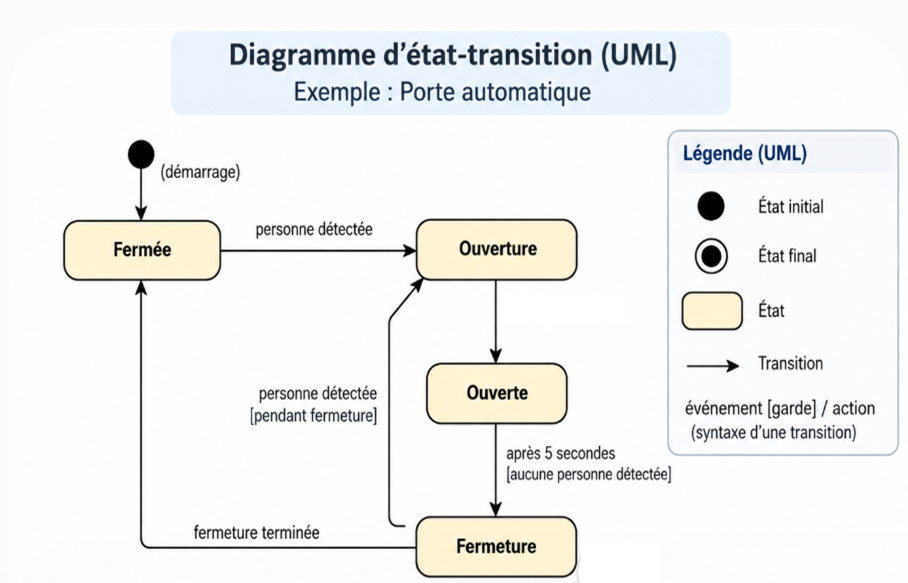 Diagramme d’état-transition (UML)
Exemple : Porte automatique
(démarrage)
Fermée
personne détectée
Ouverture
personne détectée
[pendant fermeture]
Ouverte
après 5 secondes
[aucune personne détectée]
fermeture terminée
Fermeture
Légende (UML)
État initial
État final
État
Transition
événement [garde] / action
(syntaxe d’une transition)